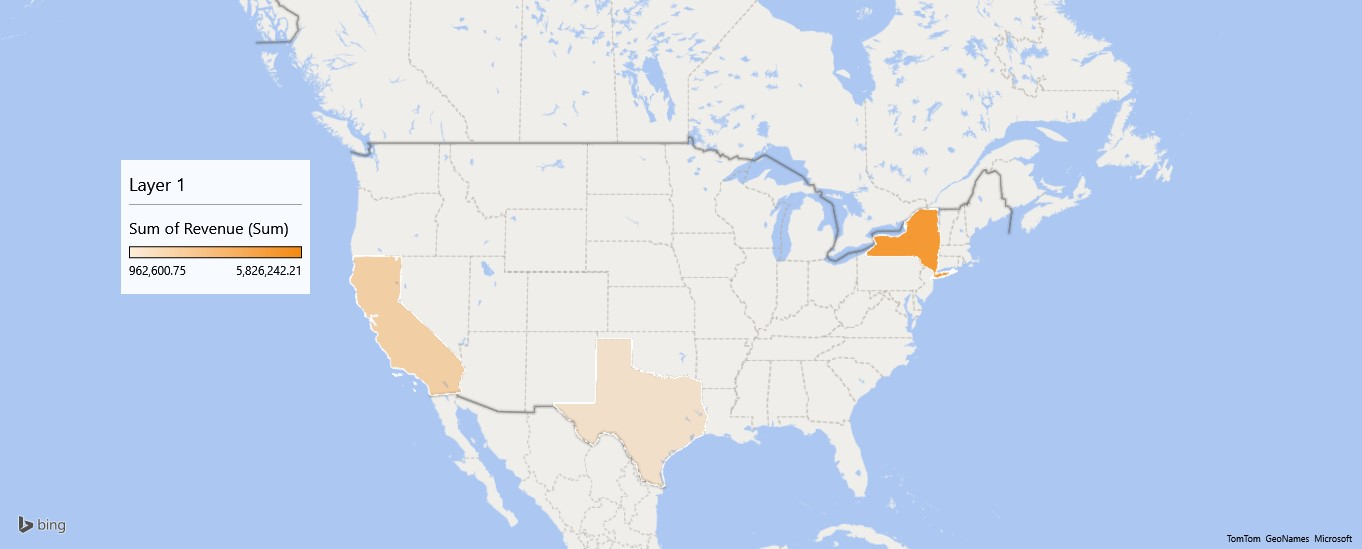 Layer 1
Sum of Revenue (Sum)
962,600.75 5,826,242.21
bing
TomTom GeoNames Microsoft